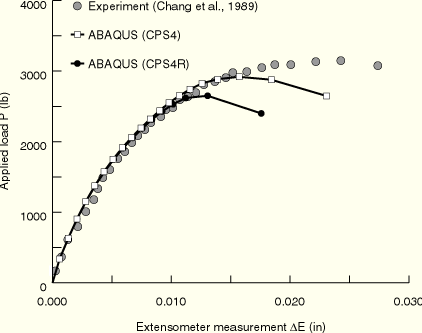 4000
Experiment (Chang et al., 1989)
ABAQUS (CPS4)
ABAQUS (CPS4R)
3000
2000
1000
0
Applied load P (lb)
0.000
0.010
0.020
0.030
Extensometer measurement ΔE (in)